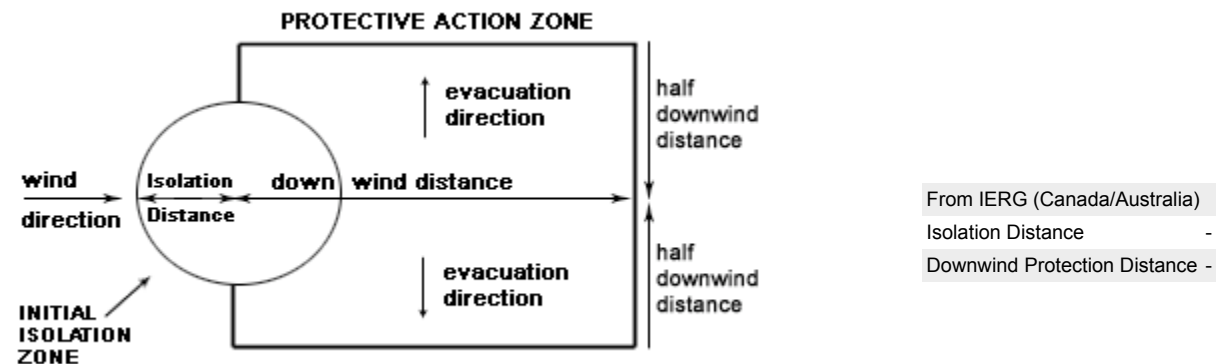 PROTECTIVE ACTION ZONE
evacuation
direction
half
downwind
distance
wind
direction
Isolation
Distance
down wind distance
evacuation
direction
half
downwind
distance
INITIAL
ISOLATION
ZONE
From IERG (Canada/Australia)
Isolation Distance -
Downwind Protection Distance -